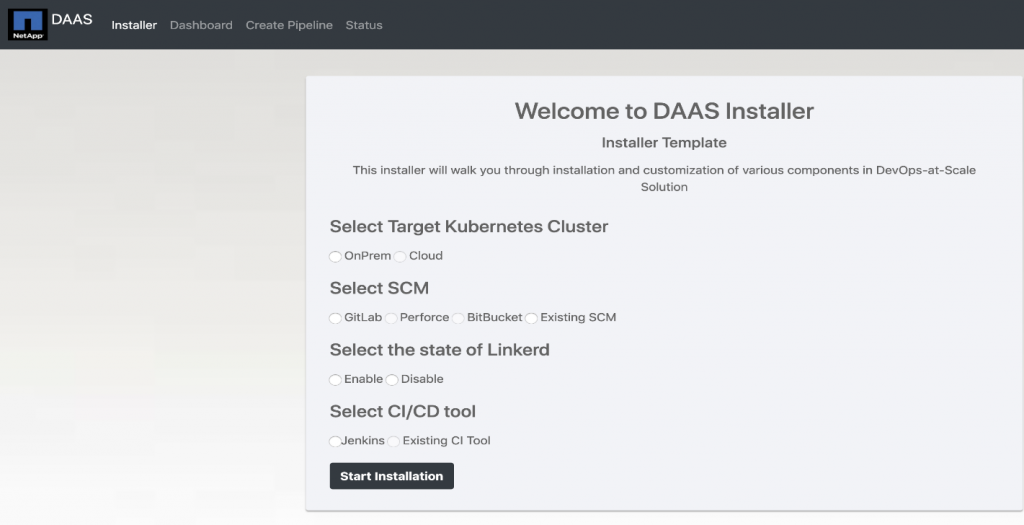 NetApp
DAAS
Installer Dashboard Create Pipeline Status
Welcome to DAAS Installer
Installer Template
This installer will walk you through installation and customization of various components in DevOps-at-Scale
Solution
Select Target Kubernetes Cluster
OnPrem Cloud
Select SCM
GitLab Perforce BitBucket Existing SCM
Select the state of Linkerd
Enable Disable
Select CI/CD tool
Jenkins Existing CI Tool
Start Installation